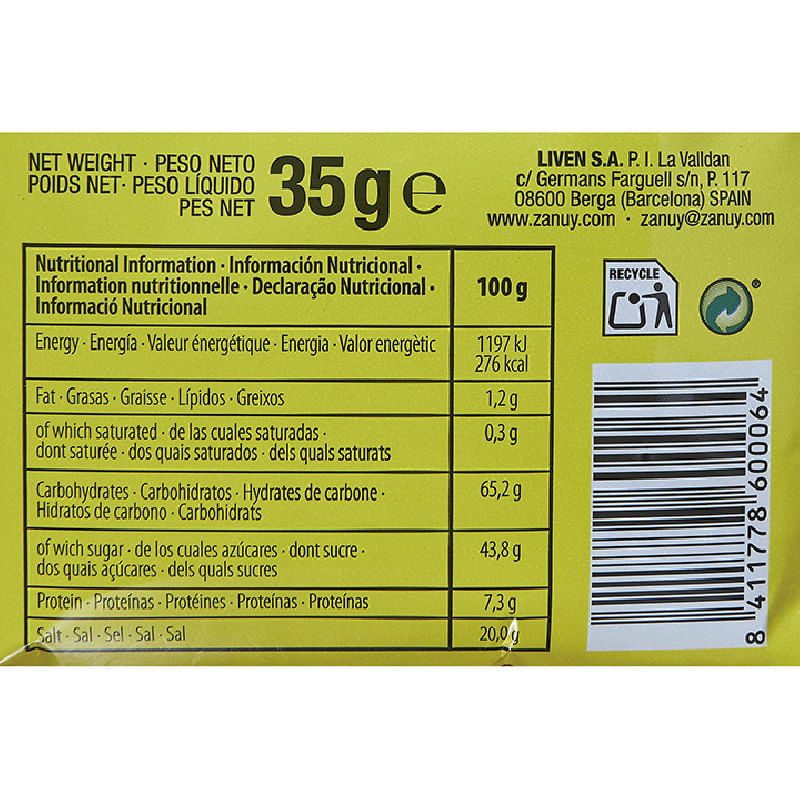 NET WEIGHT · PESO NETO
POIDS NET· PESO LÍQUIDO
PES NET
35g e
LIVEN S.A. P. I. La Valldan
c/ Germans Farguell s/n, P. 117
08600 Berga (Barcelona) SPAIN
www.zanuy.com · zanuy@zanuy.com
Nutritional Information · Información Nutricional ·
Information nutritionnelle · Declaração Nutricional ·
Informació Nutricional
100 g
Energy · Energía · Valeur énergétique · Energia · Valor energètic
1197 kJ
276 kcal
Fat · Grasas · Graisse · Lípidos · Greixos
1,2 g
of which saturated · de las cuales saturadas ·
dont saturée · dos quais saturados · dels quals saturats
0,3 g
Carbohydrates · Carbohidratos · Hydrates de carbone ·
Hidratos de carbono · Carbohidrats
65,2 g
of wich sugar · de los cuales azúcares · dont sucre ·
dos quais açúcares · dels quals sucres
43,8 g
Protein · Proteínas · Protéines · Proteínas · Proteínas
7,3 g
Salt · Sal · Sel · Sal · Sal
20,0 g
RECYCLE
®
8 411778 600064